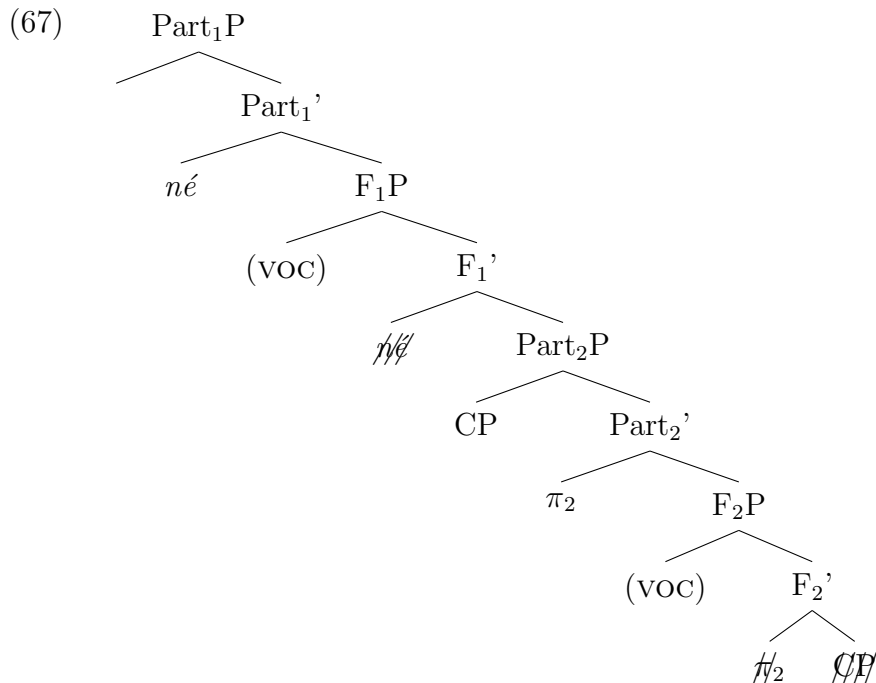 (67) Part₁P
Part₁’
né F₁P
(VOC) F₁’
né Part₂P
CP Part₂’
π₂ F₂P
(VOC) F₂’
π₂ CP